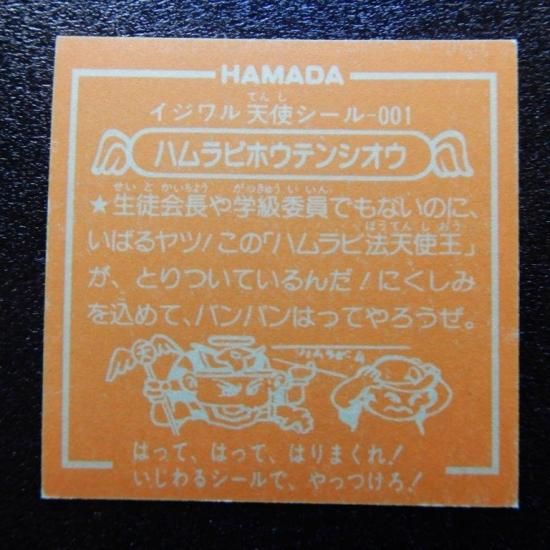 HAMADA
イジワル天使シール-001
ハムラビホウテンシオウ
★生徒会長や学級委員でもないのに、
いばるヤツ!この「ハムラビ法天使王」
が、とりついているんだ!にくしみ
を込めて、バンバンはってやろうぜ。
はって、はって、はりまくれ!
いじわるシールで、やっつけろ!